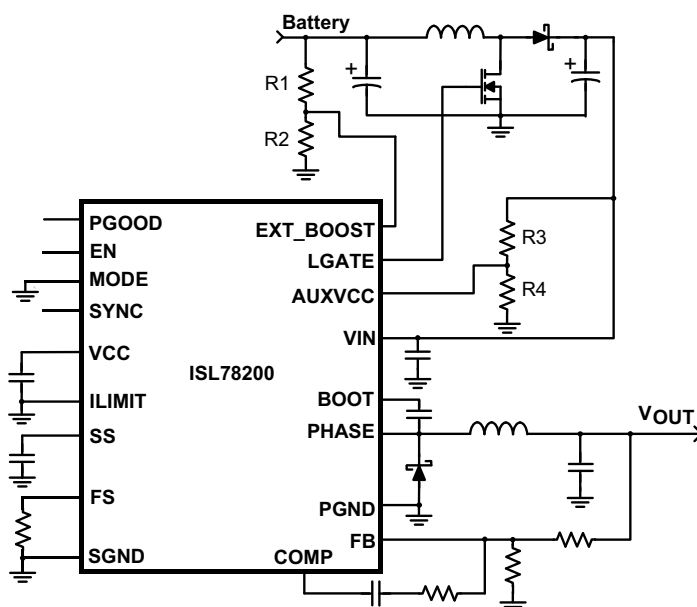 Battery
R1
R2
+
+
PGOOD
EN
MODE
SYNC
VCC
ILIMIT
SS
FS
SGND
ISL78200
EXT_BOOST
LGATE
AUXVCC
VIN
BOOT
PHASE
PGND
FB
COMP
R3
R4
VOUT